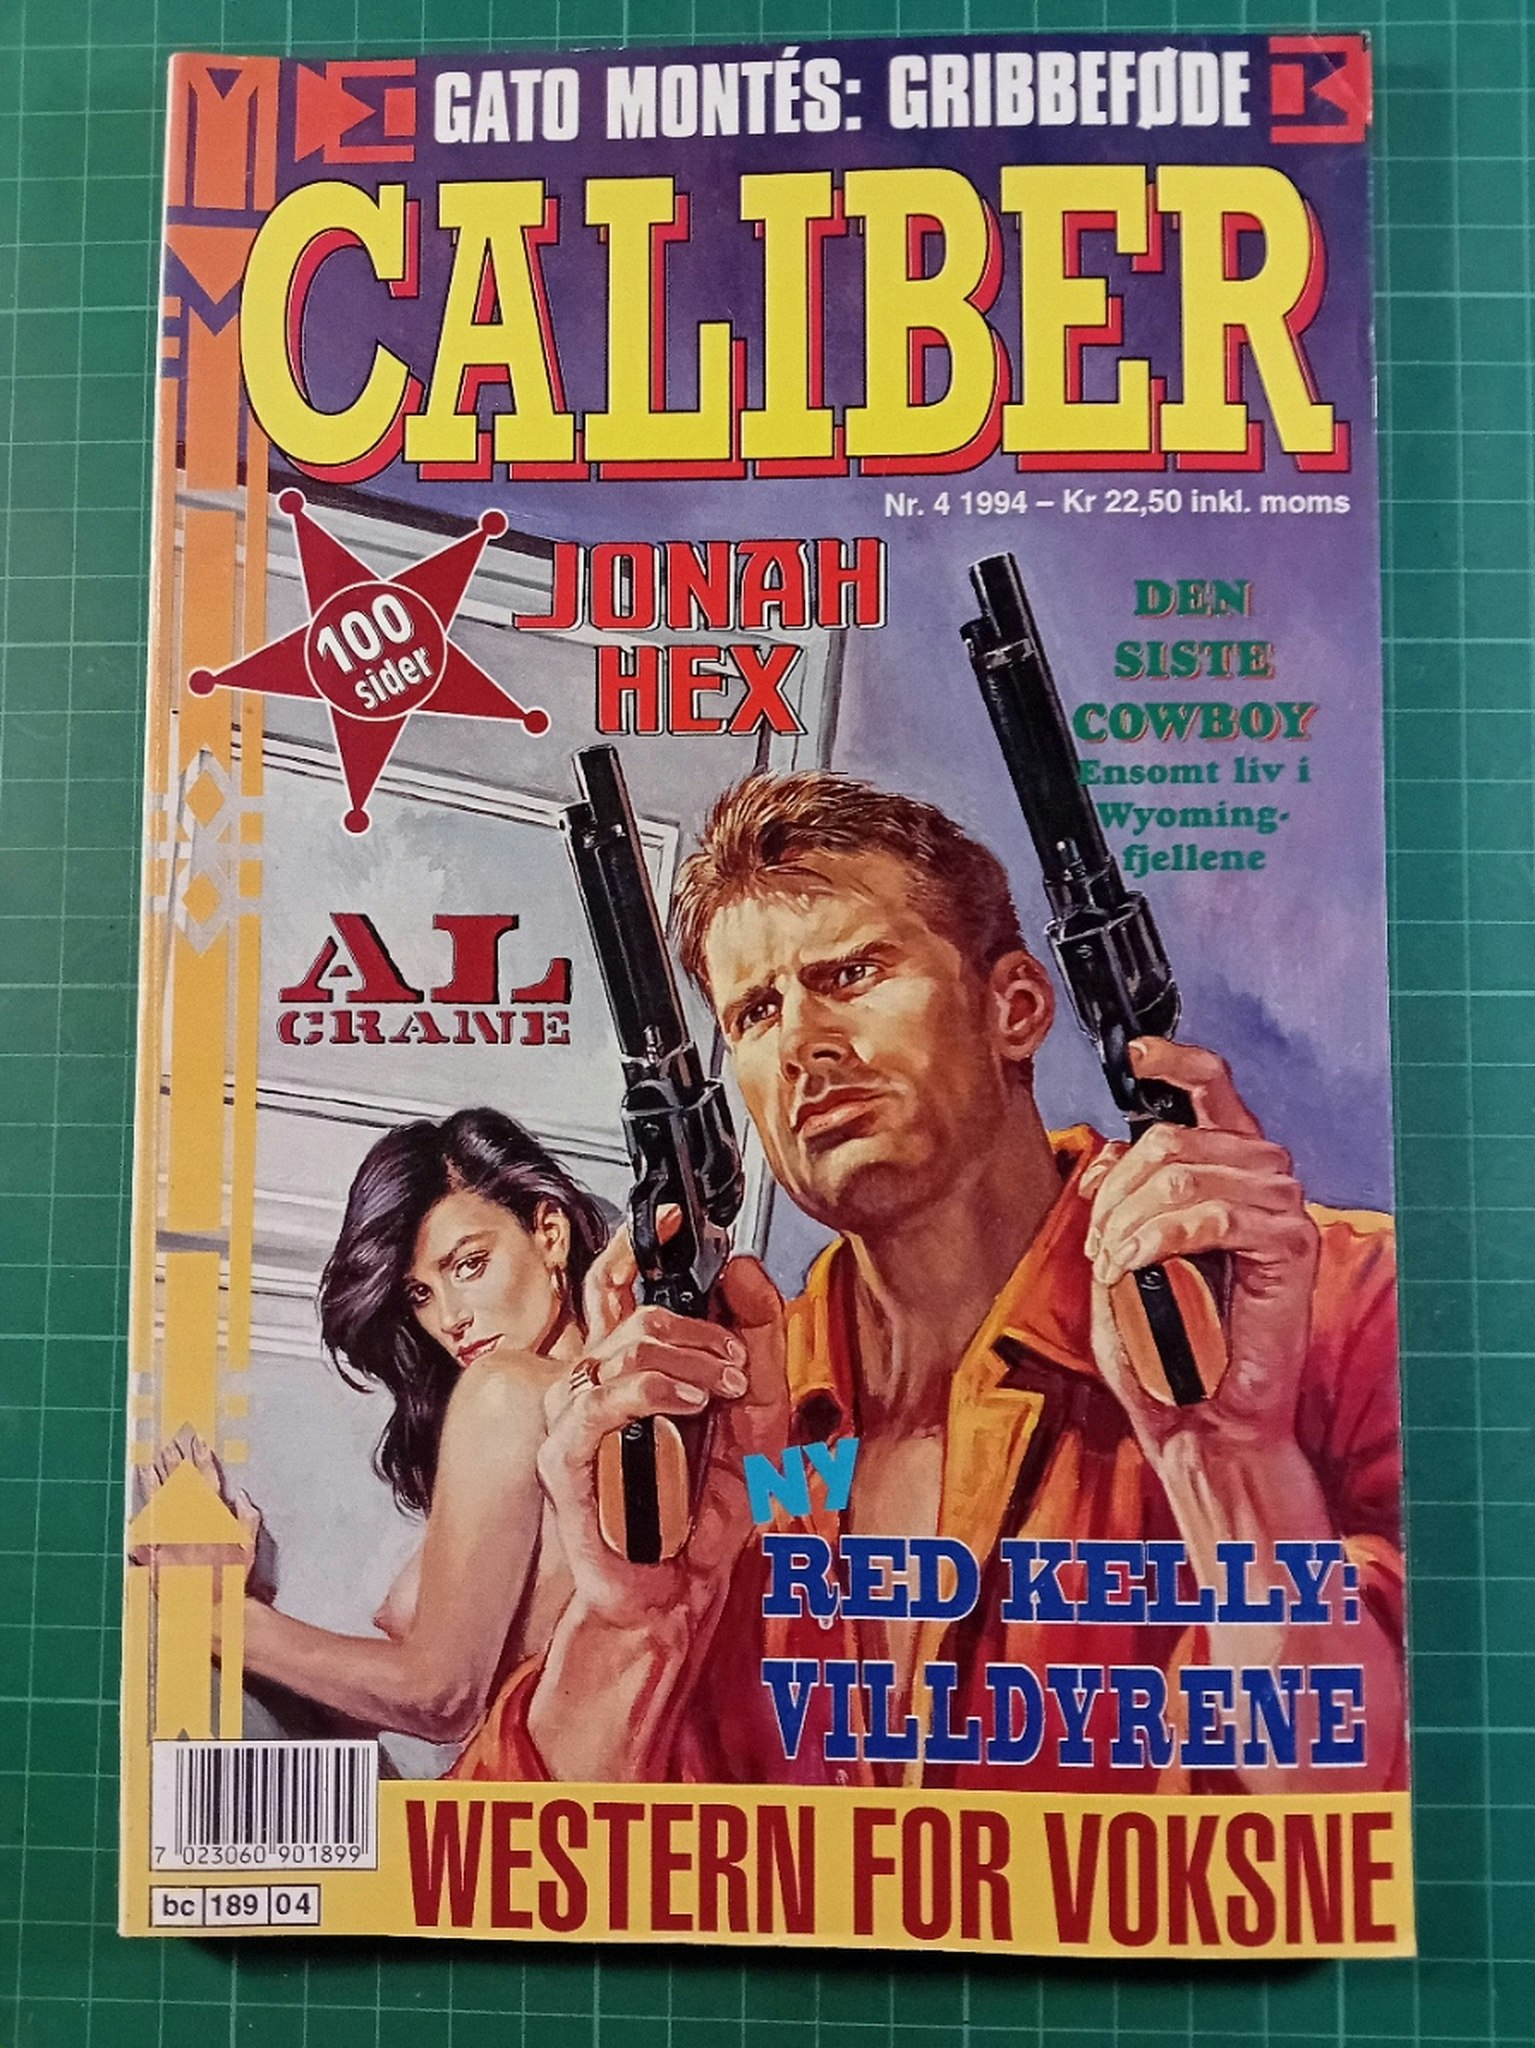 GATO MONTÉS: GRIBBEFØDE
CALIBER
Nr. 4 1994 – Kr 22,50 inkl. moms
100
sider
JONAH
HEX
DEN
SISTE
COWBOY
Ensomt liv i
Wyoming-
fjellene
AL
CRANE
NY
RED KELLY:
VILLDYRENE
7 023060 901899
bc 189 04
WESTERN FOR VOKSNE